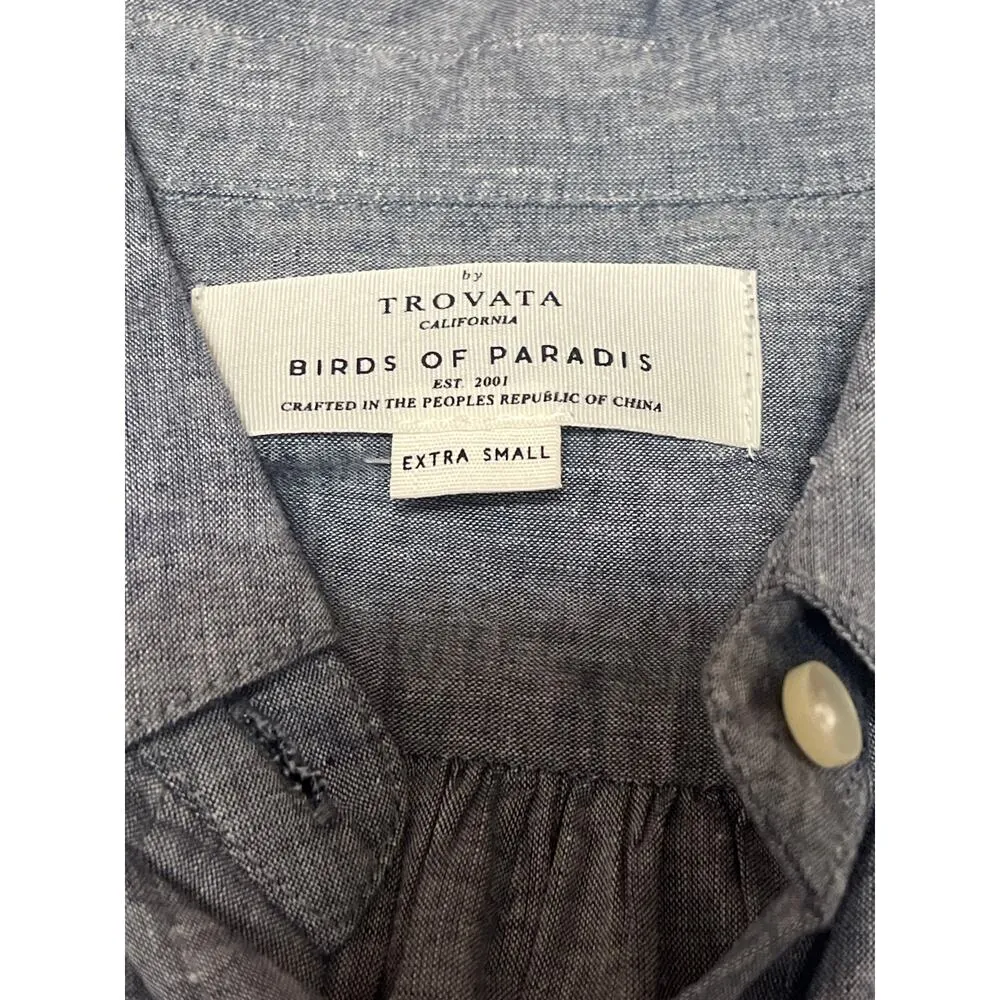 by
TROVATA
CALIFORNIA
BIRDS OF PARADIS
EST. 2001
CRAFTED IN THE PEOPLES REPUBLIC OF CHINA
EXTRA SMALL